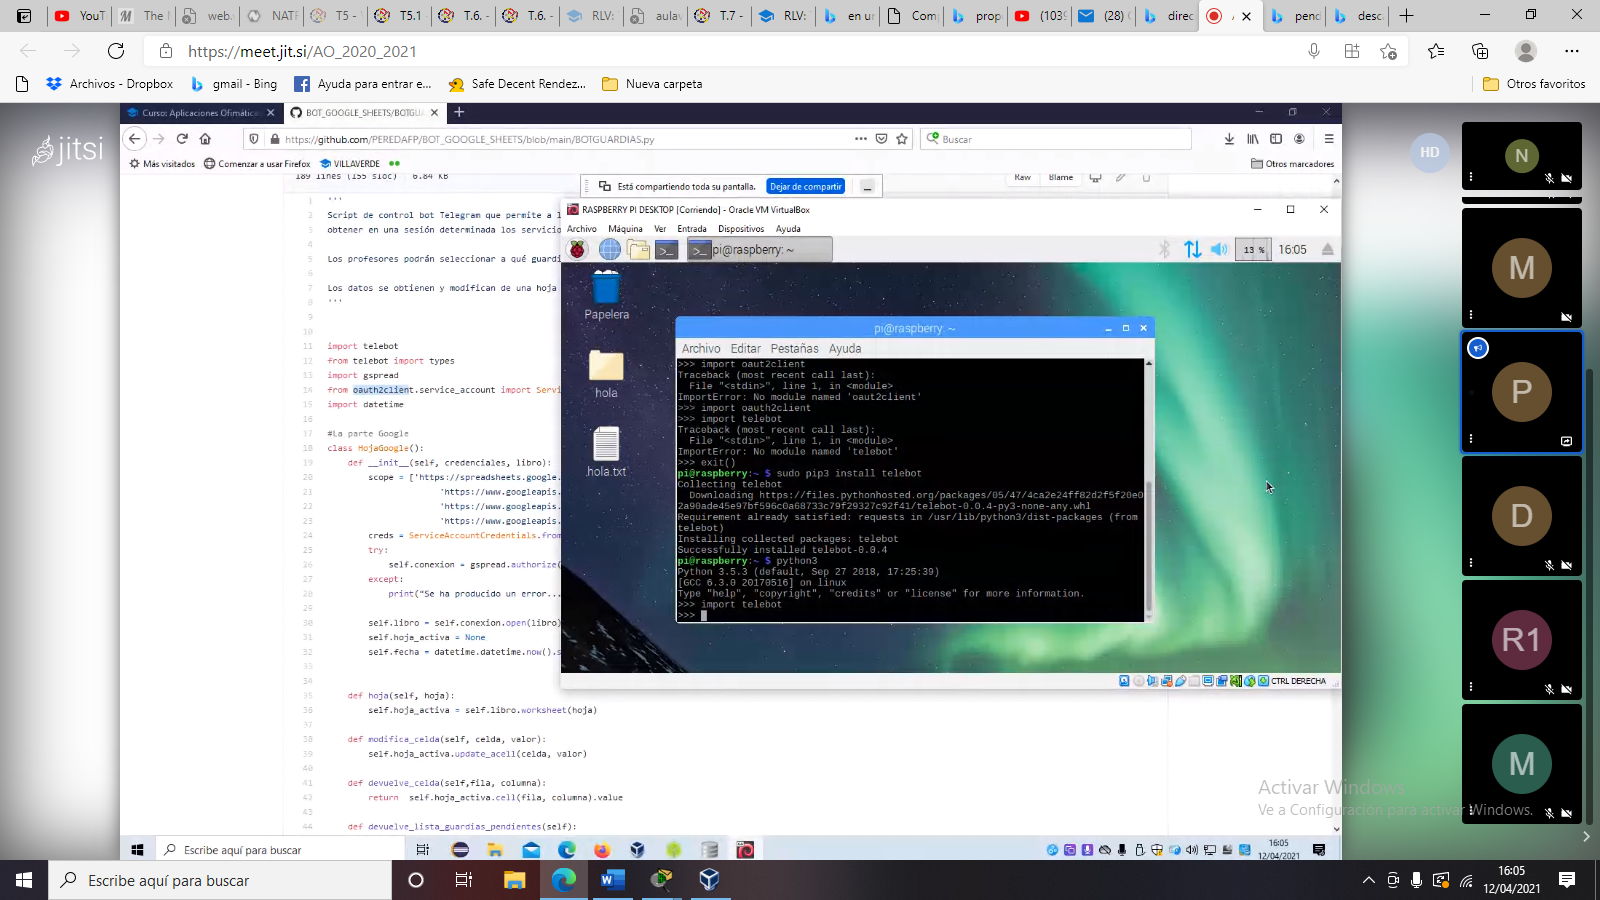 YouT
The I
web.
NATF
T5 -
T5.1
T.6. -
T.6. -
RLV:
aulav
T.7 -
RLV:
en ur
Com
prop
(1039
(28)
direc
pend
desca
https://meet.jit.si/AO_2020_2021
Archivos - Dropbox
gmail - Bing
Ayuda para entrar e...
Safe Decent Rendez...
Nueva carpeta
Otros favoritos
jitsi
Curso: Aplicaciones Ofimática
BOT_GOOGLE_SHEETS/BOTGU
https://github.com/PEREDAFP/BOT_GOOGLE_SHEETS/blob/main/BOTGUARDIAS.py
Buscar
Más visitados
Comenzar a usar Firefox
VILLAVERDE
Otros marcadores
189 lines (155 sloc) 6.84 KB
Raw
Blame
Está compartiendo toda su pantalla.
Dejar de compartir
1 '''
2 Script de control bot Telegram que permite a l
3 obtener en una sesión determinada los servicio
4
5 Los profesores podrán seleccionar a qué guardi
6
7 Los datos se obtienen y modifican de una hoja
8 '''
9
10
11 import telebot
12 from telebot import types
13 import gspread
14 from oauth2client.service_account import Servi
15 import datetime
16
17 #La parte Google
18 class HojaGoogle():
19 def __init__(self, credenciales, libro):
20 scope = ['https://spreadsheets.google.
21 'https://www.googleapis.
22 'https://www.googleapis.
23 'https://www.googleapis.
24 creds = ServiceAccountCredentials.from
25 try:
26 self.conexion = gspread.authorize(
27 except:
28 print("Se ha producido un error...
29
30 self.libro = self.conexion.open(libro)
31 self.hoja_activa = None
32 self.fecha = datetime.datetime.now().s
33
34
35 def hoja(self, hoja):
36 self.hoja_activa = self.libro.worksheet(hoja)
37
38 def modifica_celda(self, celda, valor):
39 self.hoja_activa.update_acell(celda, valor)
40
41 def devuelve_celda(self,fila, columna):
42 return self.hoja_activa.cell(fila, columna).value
43
44 def devuelve_lista_guardias_pendientes(self):
RASPBERRY PI DESKTOP [Corriendo] - Oracle VM VirtualBox
Archivo Máquina Ver Entrada Dispositivos Ayuda
pi@raspberry: ~
13 %
16:05
Papelera
hola
hola.txt
pi@raspberry: ~
Archivo Editar Pestañas Ayuda
>>> import oaut2client
Traceback (most recent call last):
File "<stdin>", line 1, in <module>
ImportError: No module named 'oaut2client'
>>> import oauth2client
>>> import telebot
Traceback (most recent call last):
File "<stdin>", line 1, in <module>
ImportError: No module named 'telebot'
>>> exit()
pi@raspberry:~ $ sudo pip3 install telebot
Collecting telebot
Downloading https://files.pythonhosted.org/packages/05/47/4ca2e24ff82d2f5f20e0
2a90ade45e97bf596c0a68733c79f29327c92f41/telebot-0.0.4-py3-none-any.whl
Requirement already satisfied: requests in /usr/lib/python3/dist-packages (from
telebot)
Installing collected packages: telebot
Successfully installed telebot-0.0.4
pi@raspberry:~ $ python3
Python 3.5.3 (default, Sep 27 2018, 17:25:39)
[GCC 6.3.0 20170516] on linux
Type "help", "copyright", "credits" or "license" for more information.
>>> import telebot
>>>
CTRL DERECHA
HD
N
M
P
D
R1
M
Activar Windows
Ve a Configuración para activar Windows.
Escribe aquí para buscar
16:05
12/04/2021
Escribe aquí para buscar
16:05
12/04/2021